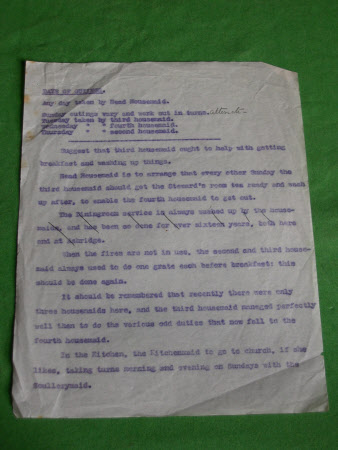 DAYS OF OUTINGS.
Any day taken by Head Housemaid.
Sunday outings vary and work out in turns.
Tuesday taken by third housemaid.
Wednesday " " fourth housemaid.
Thursday " " second housemaid.
Suggest that third housemaid ought to help with getting
breakfast and washing up things.
Head Housemaid is to arrange that every other Sunday the
third housemaid should get the Steward's room tea ready and wash
up after, to enable the fourth housemaid to get out.
The Diningroom service is always washed up by the house-
maids, and has been so done for over sixteen years, both here
and at Ashridge.
When the fires are not in use, the second and third house-
maid always used to do one grate each before breakfast: this
should be done again.
It should be remembered that recently there were only
three housemaids here, and the third housemaid managed perfectly
well then to do the various odd duties that now fall to the
fourth housemaid.
In the Kitchen, the Kitchenmaid to go to church, if she
likes, taking turns morning and evening on Sundays with the
Scullerymaid.